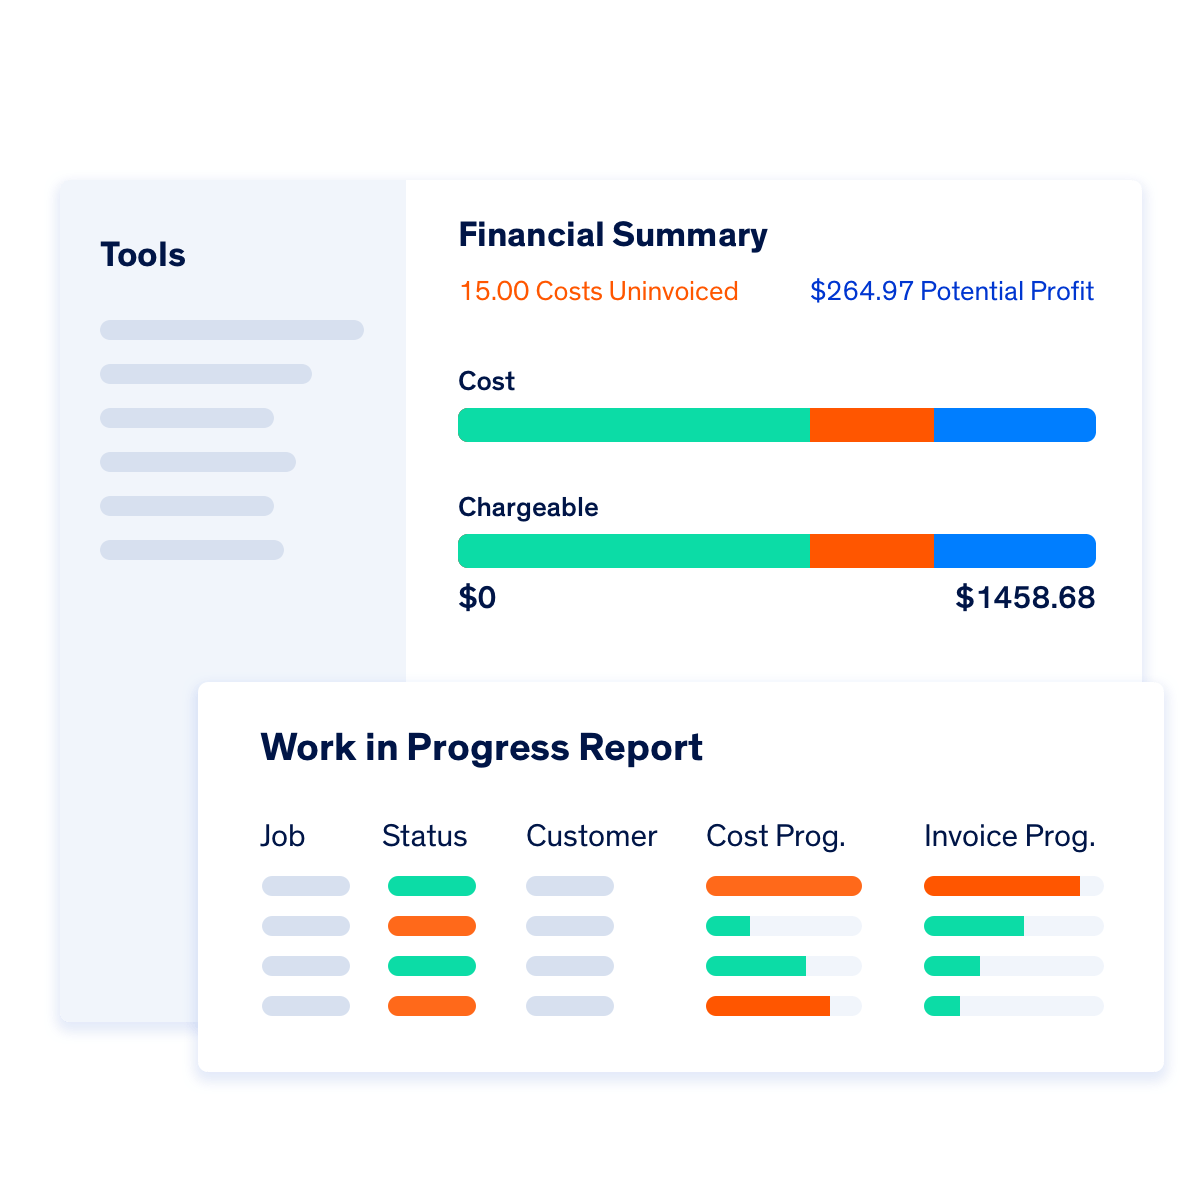 Tools
Financial Summary
15.00 Costs Uninvoiced
$264.97 Potential Profit
Cost
Chargeable
$0
$1458.68
Work in Progress Report
Job Status Customer Cost Prog. Invoice Prog.